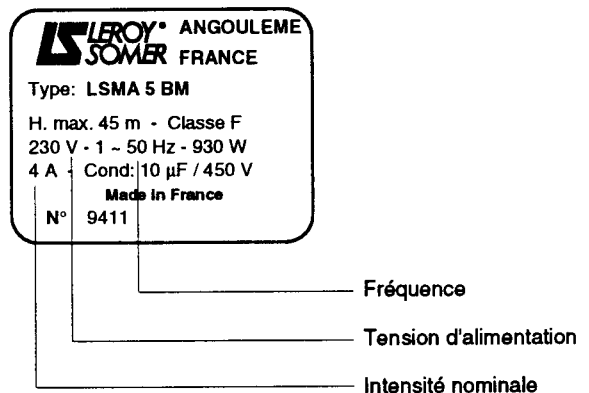 LEROY® ANGOULEME
SOMER FRANCE
Type: LSMA 5 BM
H. max. 45 m - Classe F
230 V - 1 ~ 50 Hz - 930 W
4 A - Cond: 10 µF / 450 V
Made in France
N° 9411
Fréquence
Tension d'alimentation
Intensité nominale